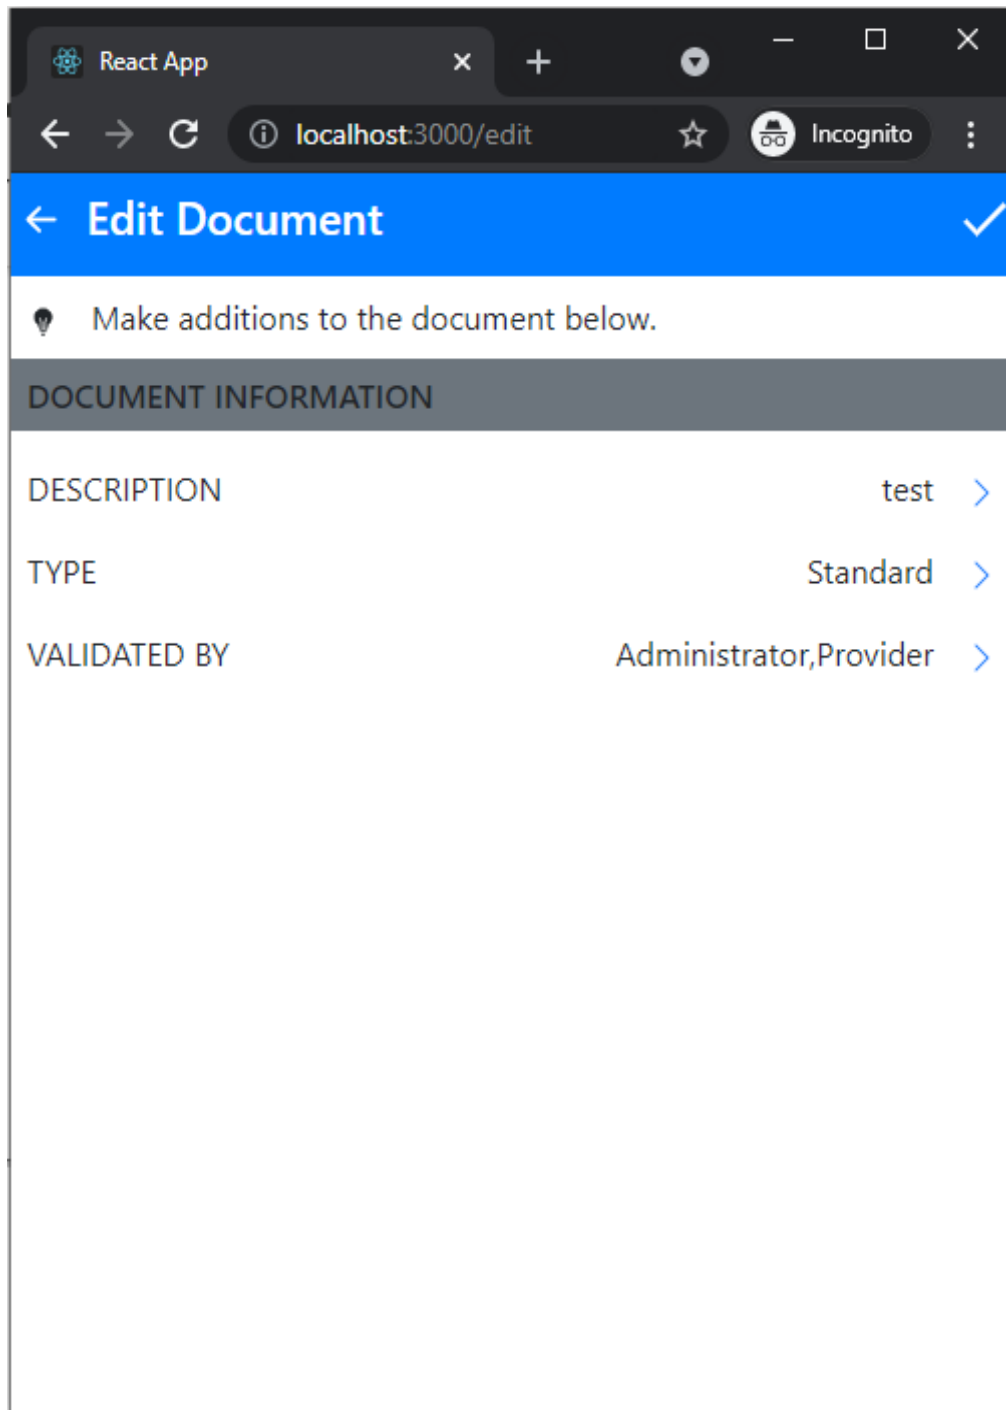 React App
localhost:3000/edit Incognito
Edit Document
Make additions to the document below.
DOCUMENT INFORMATION
DESCRIPTION test
TYPE Standard
VALIDATED BY Administrator,Provider